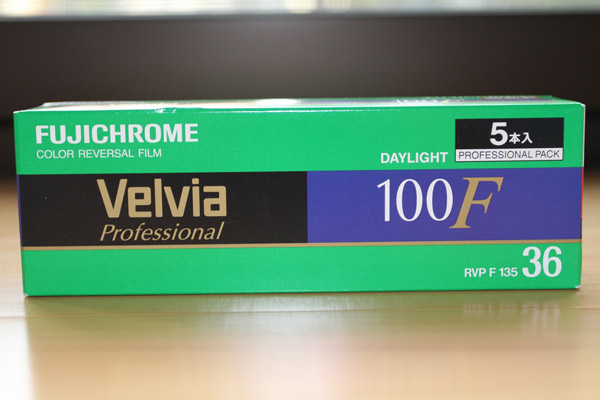 FUJICHROME
COLOR REVERSAL FILM
DAYLIGHT
5本入
PROFESSIONAL PACK
Velvia
Professional
100F
RVP F 135 36